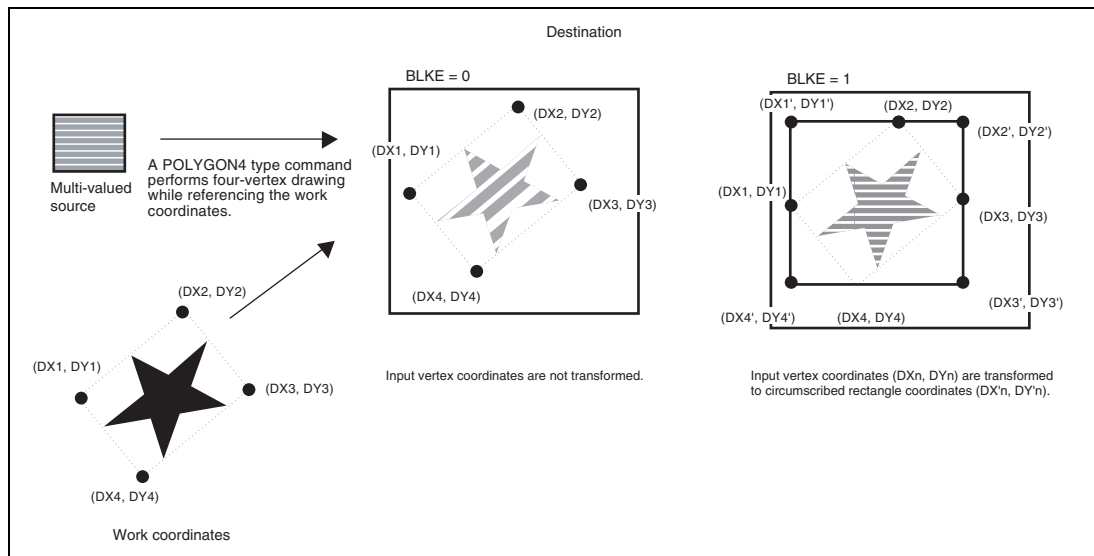 Destination
BLKE = 0
(DX2, DY2)
(DX1, DY1)
(DX3, DY3)
(DX4, DY4)
Input vertex coordinates are not transformed.
BLKE = 1
(DX1', DY1')
(DX2, DY2)
(DX2', DY2')
(DX1, DY1)
(DX3, DY3)
(DX3', DY3')
(DX4', DY4')
(DX4, DY4)
Input vertex coordinates (DXn, DYn) are transformed
to circumscribed rectangle coordinates (DX'n, DY'n).
Multi-valued
source
A POLYGON4 type command
performs four-vertex drawing
while referencing the work
coordinates.
(DX2, DY2)
(DX1, DY1)
(DX3, DY3)
(DX4, DY4)
Work coordinates